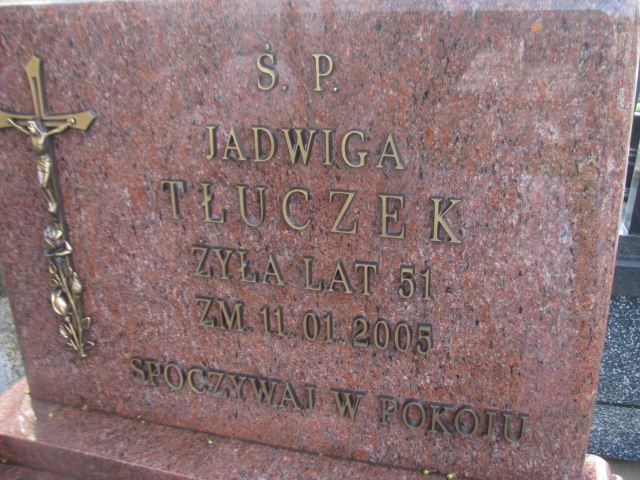 Ś. P.
JADWIGA
TŁUCZEK
ŻYŁA LAT 51
ZM. 11.01.2005
SPOCZYWAJ W POKOJU